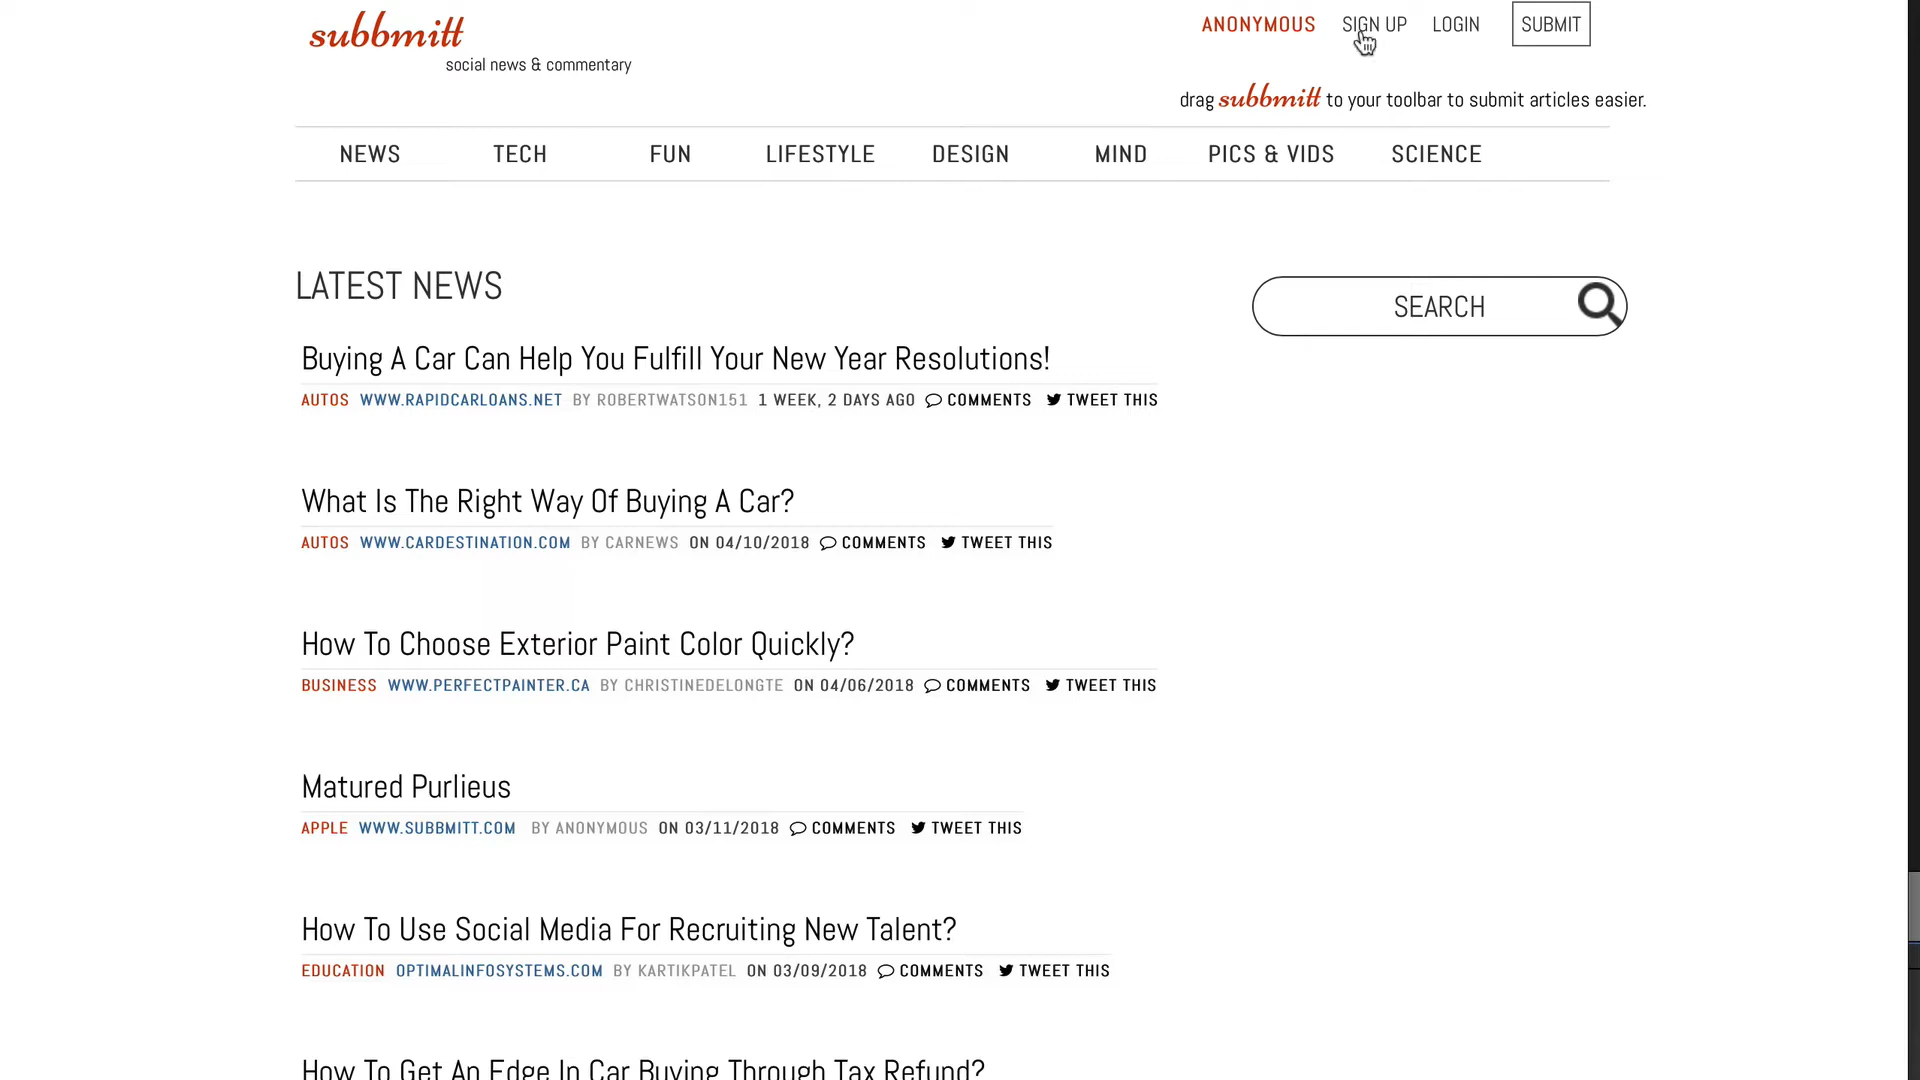 subbmitt
social news & commentary
ANONYMOUS SIGN UP LOGIN SUBMIT
drag subbmitt to your toolbar to submit articles easier.
NEWS TECH FUN LIFESTYLE DESIGN MIND PICS & VIDS SCIENCE
LATEST NEWS
SEARCH
Buying A Car Can Help You Fulfill Your New Year Resolutions!
AUTOS WWW.RAPIDCARLOANS.NET BY ROBERTWATSON151 1 WEEK, 2 DAYS AGO COMMENTS TWEET THIS
What Is The Right Way Of Buying A Car?
AUTOS WWW.CARDESTINATION.COM BY CARNEWS ON 04/10/2018 COMMENTS TWEET THIS
How To Choose Exterior Paint Color Quickly?
BUSINESS WWW.PERFECTPAINTER.CA BY CHRISTINEDELONGTE ON 04/06/2018 COMMENTS TWEET THIS
Matured Purlieus
APPLE WWW.SUBBMITT.COM BY ANONYMOUS ON 03/11/2018 COMMENTS TWEET THIS
How To Use Social Media For Recruiting New Talent?
EDUCATION OPTIMALINFOSYSTEMS.COM BY KARTIKPATEL ON 03/09/2018 COMMENTS TWEET THIS
How To Get An Edge In Car Buying Through Tax Refund?